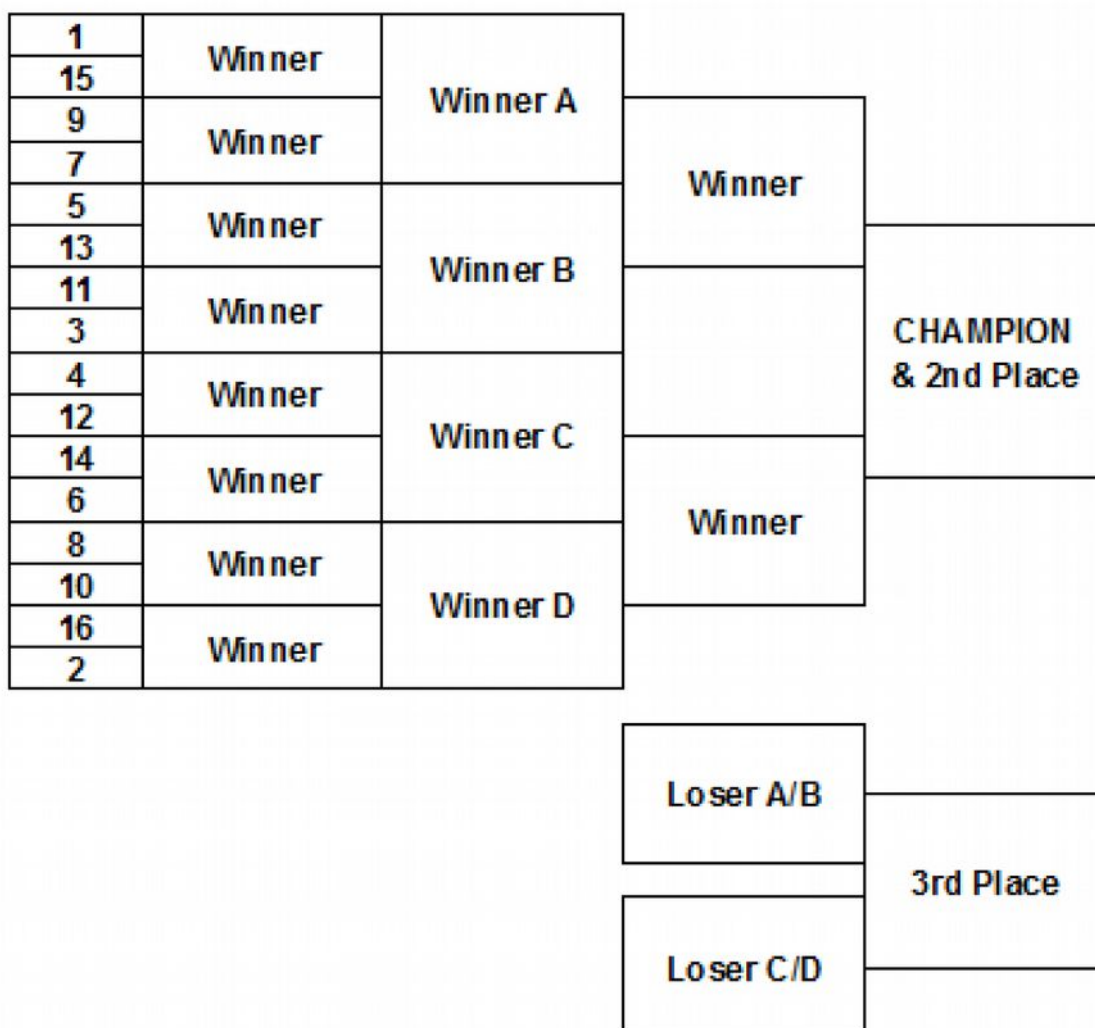 1
15
Winner
9
7
Winner
Winner A
5
13
Winner
11
3
Winner
Winner B
Winner
4
12
Winner
14
6
Winner
Winner C
8
10
Winner
16
2
Winner
Winner D
Winner
CHAMPION
& 2nd Place
Loser A/B
Loser C/D
3rd Place